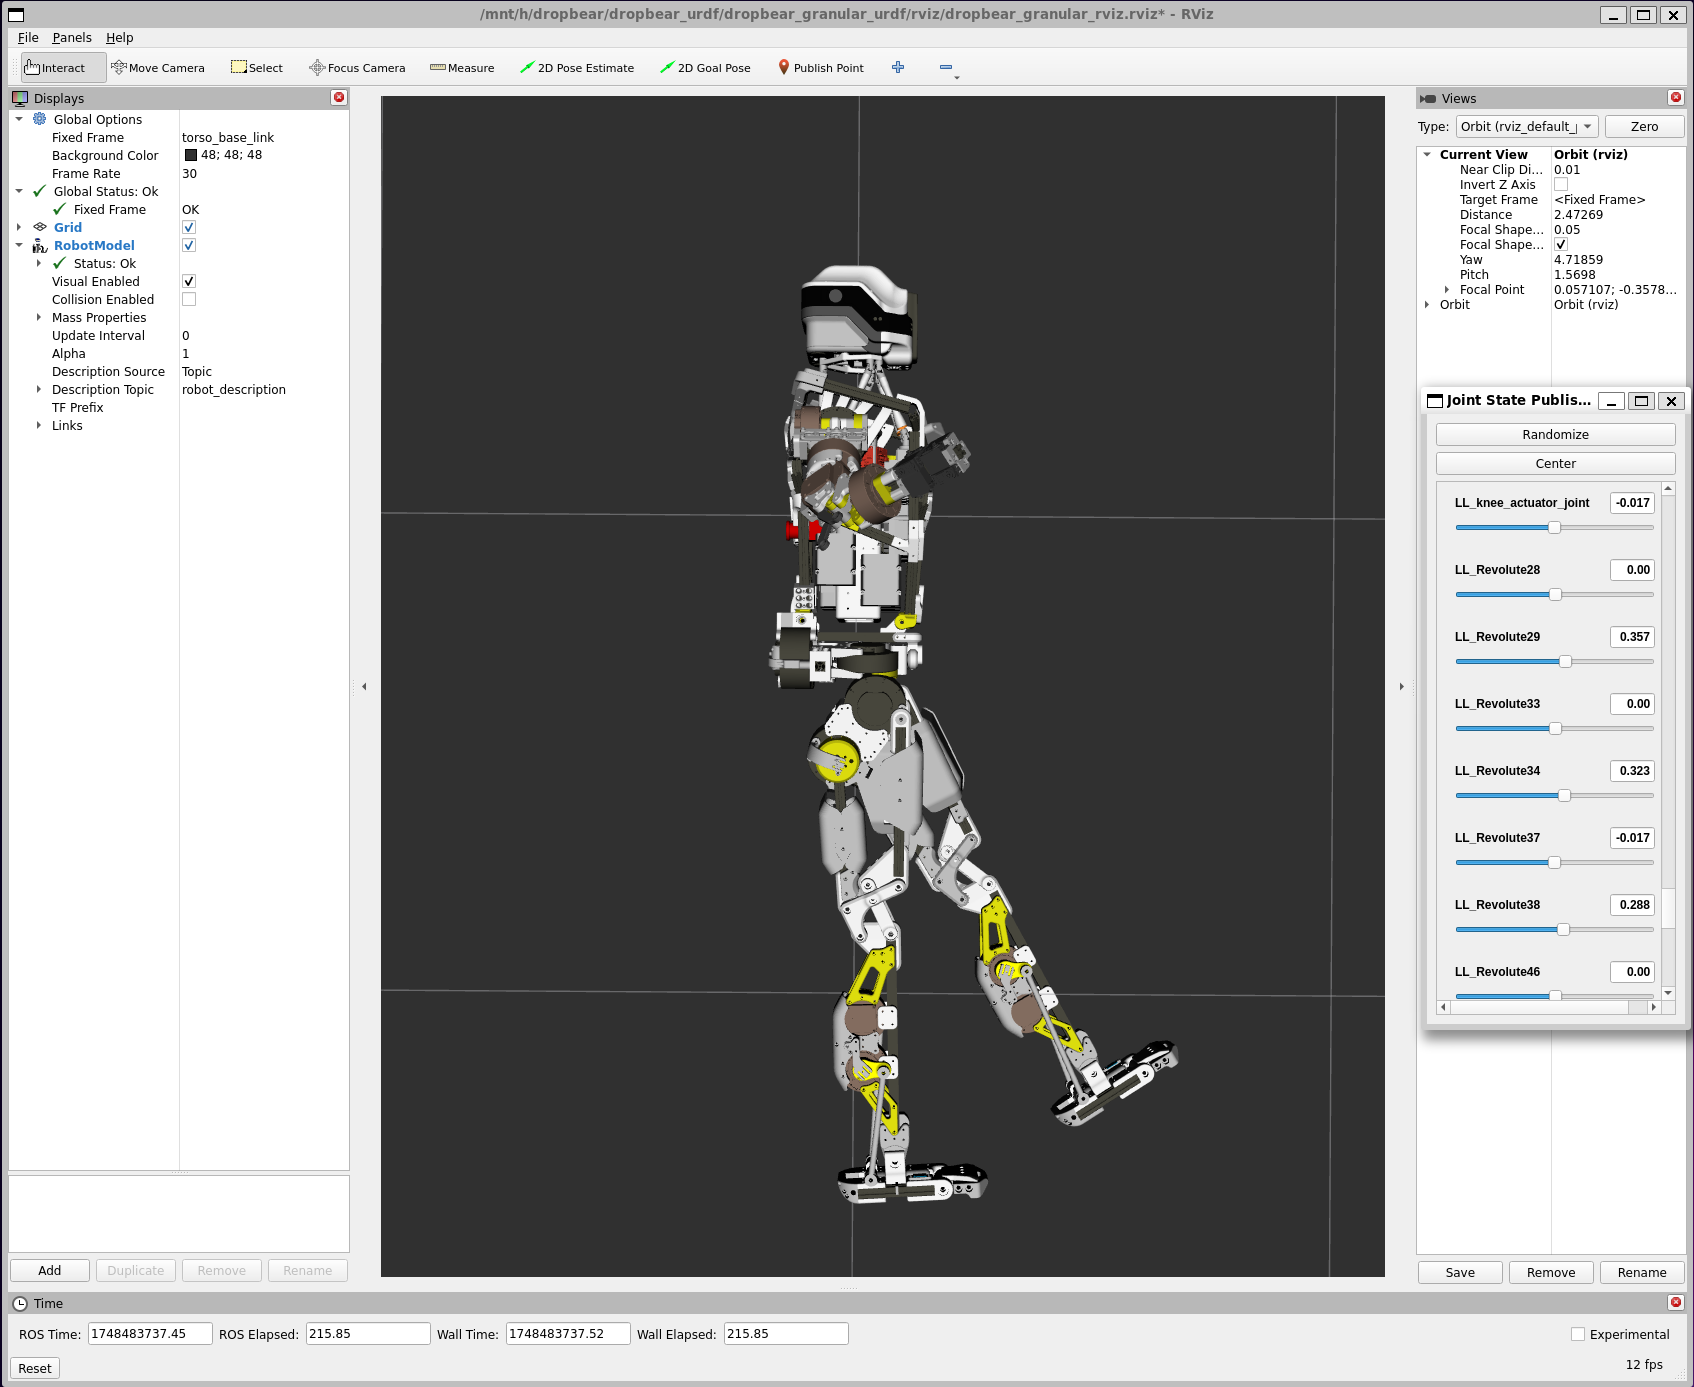 /mnt/h/dropbear/dropbear_urdf/dropbear_granular_urdf/rviz/dropbear_granular_rviz.rviz* - RViz
File Panels Help
Interact Move Camera Select Focus Camera Measure 2D Pose Estimate 2D Goal Pose Publish Point
Displays
Global Options
Fixed Frame torso_base_link
Background Color 48; 48; 48
Frame Rate 30
Global Status: Ok
Fixed Frame OK
Grid
RobotModel
Status: Ok
Visual Enabled
Collision Enabled
Mass Properties
Update Interval 0
Alpha 1
Description Source Topic
Description Topic robot_description
TF Prefix
Links
Add Duplicate Remove Rename
Views
Type: Orbit (rviz_default_ Zero
Current View Orbit (rviz)
Near Clip Di... 0.01
Invert Z Axis
Target Frame <Fixed Frame>
Distance 2.47269
Focal Shape... 0.05
Focal Shape...
Yaw 4.71859
Pitch 1.5698
Focal Point 0.057107; -0.3578...
Orbit Orbit (rviz)
Joint State Publis...
Randomize
Center
LL_knee_actuator_joint -0.017
LL_Revolute28 0.00
LL_Revolute29 0.357
LL_Revolute33 0.00
LL_Revolute34 0.323
LL_Revolute37 -0.017
LL_Revolute38 0.288
LL_Revolute46 0.00
Save Remove Rename
Time
ROS Time: 1748483737.45 ROS Elapsed: 215.85 Wall Time: 1748483737.52 Wall Elapsed: 215.85 Experimental
Reset 12 fps